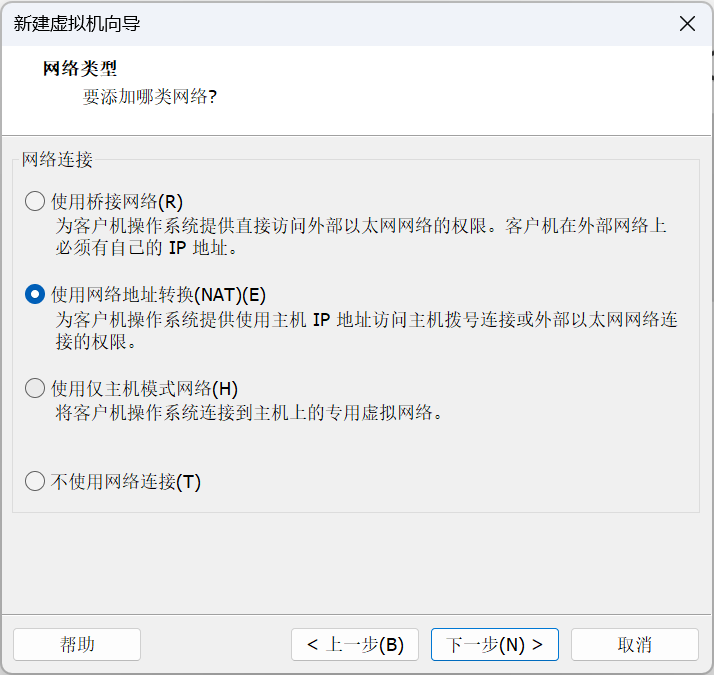 新建虚拟机向导
网络类型
要添加哪类网络?
网络连接
使用桥接网络(R)
为客户机操作系统提供直接访问外部以太网网络的权限。客户机在外部网络上
必须有自己的 IP 地址。
使用网络地址转换(NAT)(E)
为客户机操作系统提供使用主机 IP 地址访问主机拨号连接或外部以太网网络连
接的权限。
使用仅主机模式网络(H)
将客户机操作系统连接到主机上的专用虚拟网络。
不使用网络连接(T)
帮助
< 上一步(B)
下一步(N) >
取消